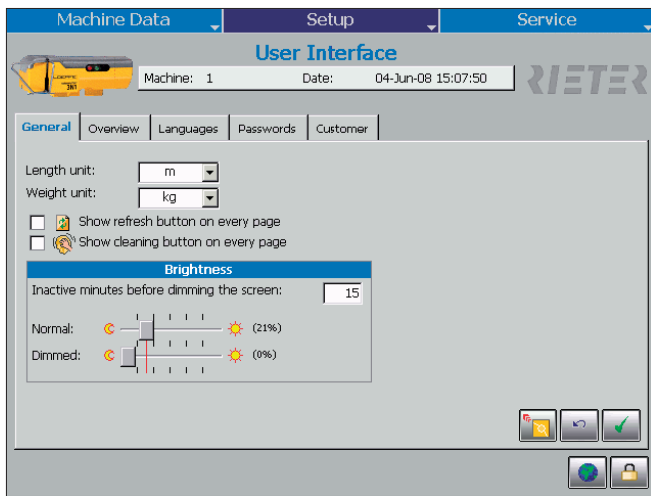 Machine Data Setup Service
User Interface
LOEPFE
3N1
Machine: 1 Date: 04-Jun-08 15:07:50
RIETER
General Overview Languages Passwords Customer
Length unit: m
Weight unit: kg
Show refresh button on every page
Show cleaning button on every page
Brightness
Inactive minutes before dimming the screen: 15
Normal: (21%)
Dimmed: (0%)